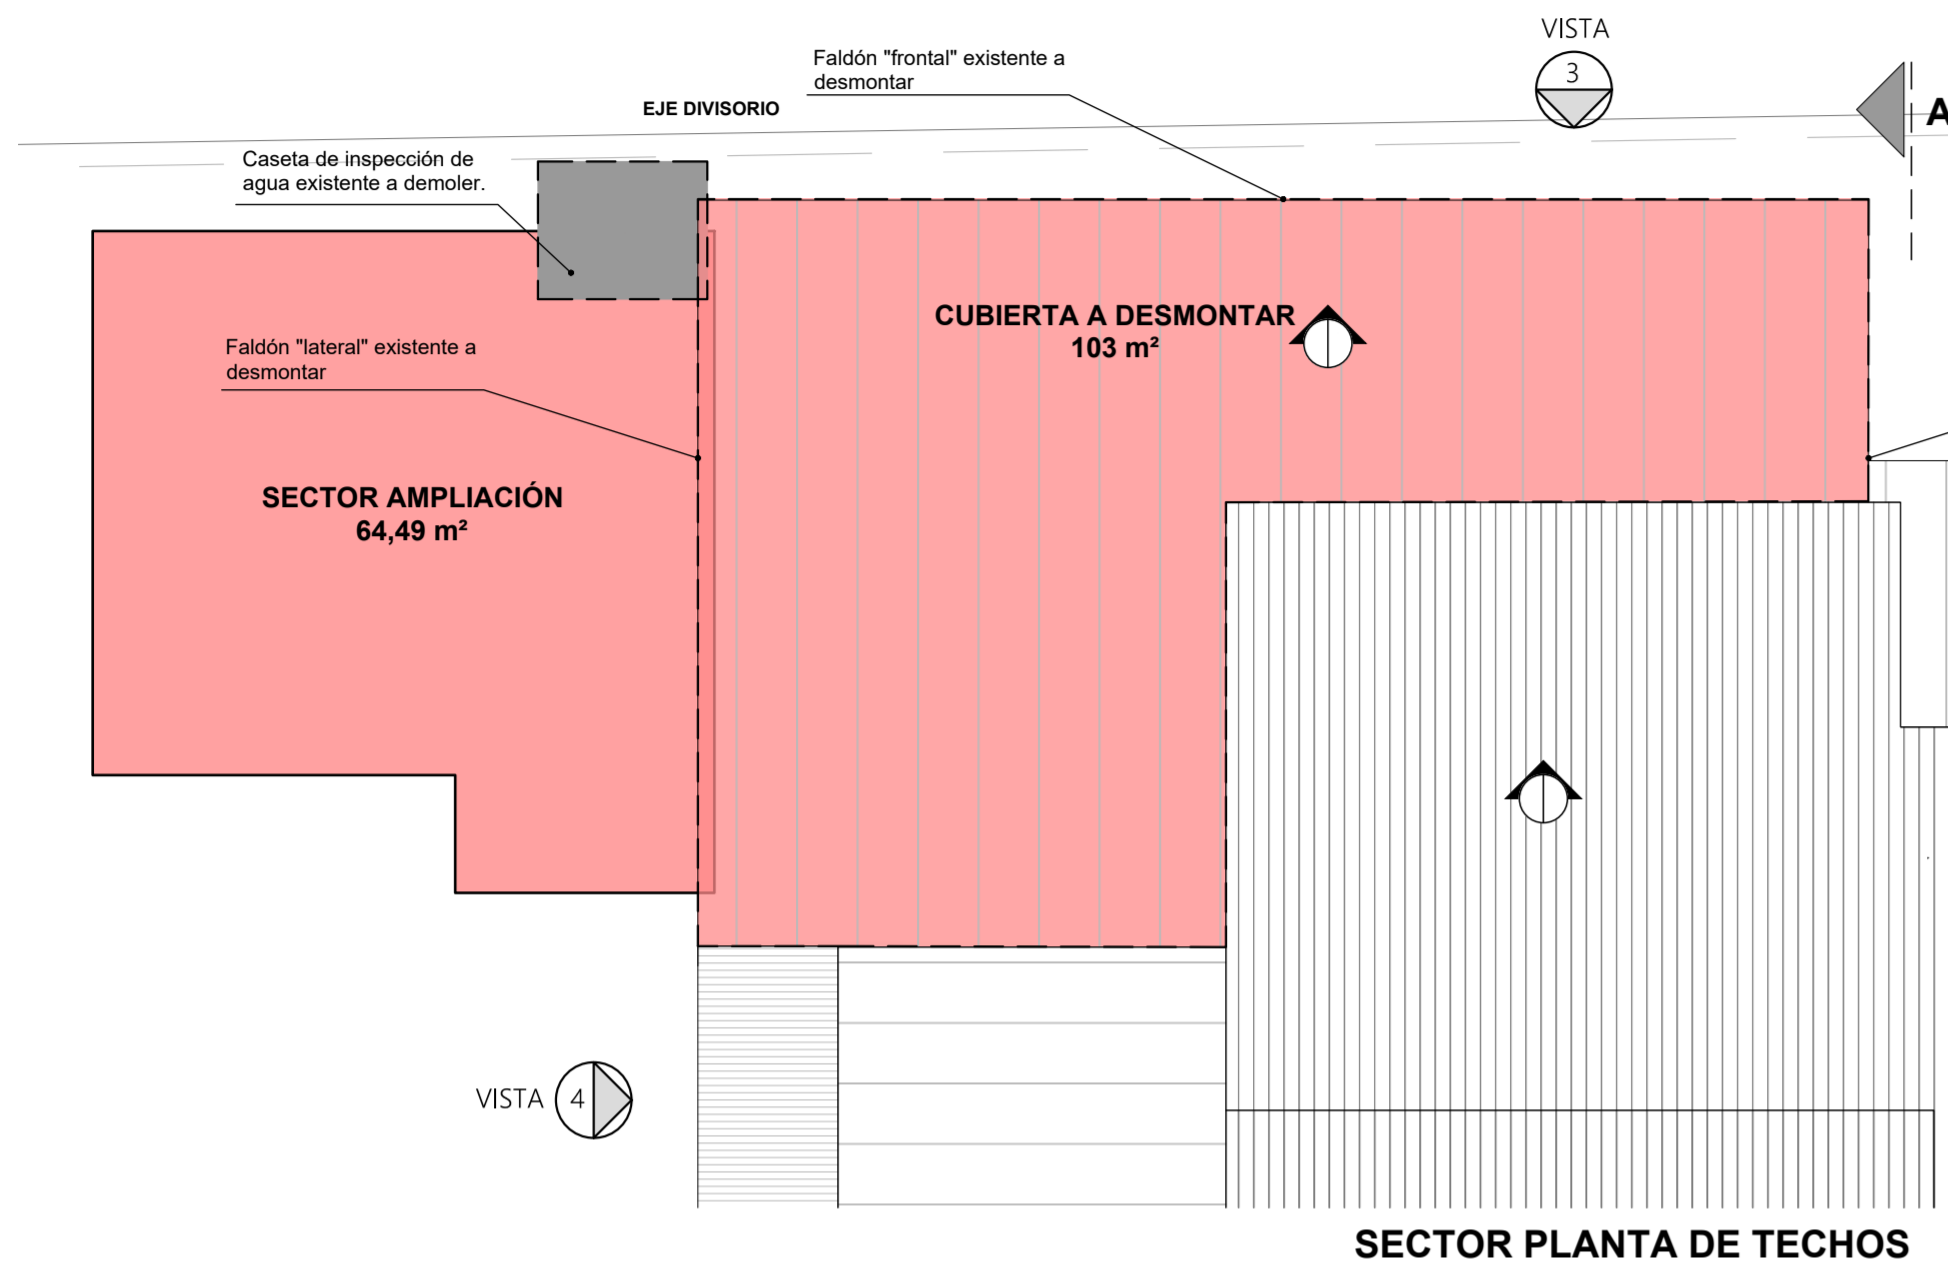 VISTA
3
Faldón "frontal" existente a
desmontar
EJE DIVISORIO
A
Caseta de inspección de
agua existente a demoler.
CUBIERTA A DESMONTAR
103 m²
Faldón "lateral" existente a
desmontar
SECTOR AMPLIACIÓN
64,49 m²
VISTA 4
SECTOR PLANTA DE TECHOS